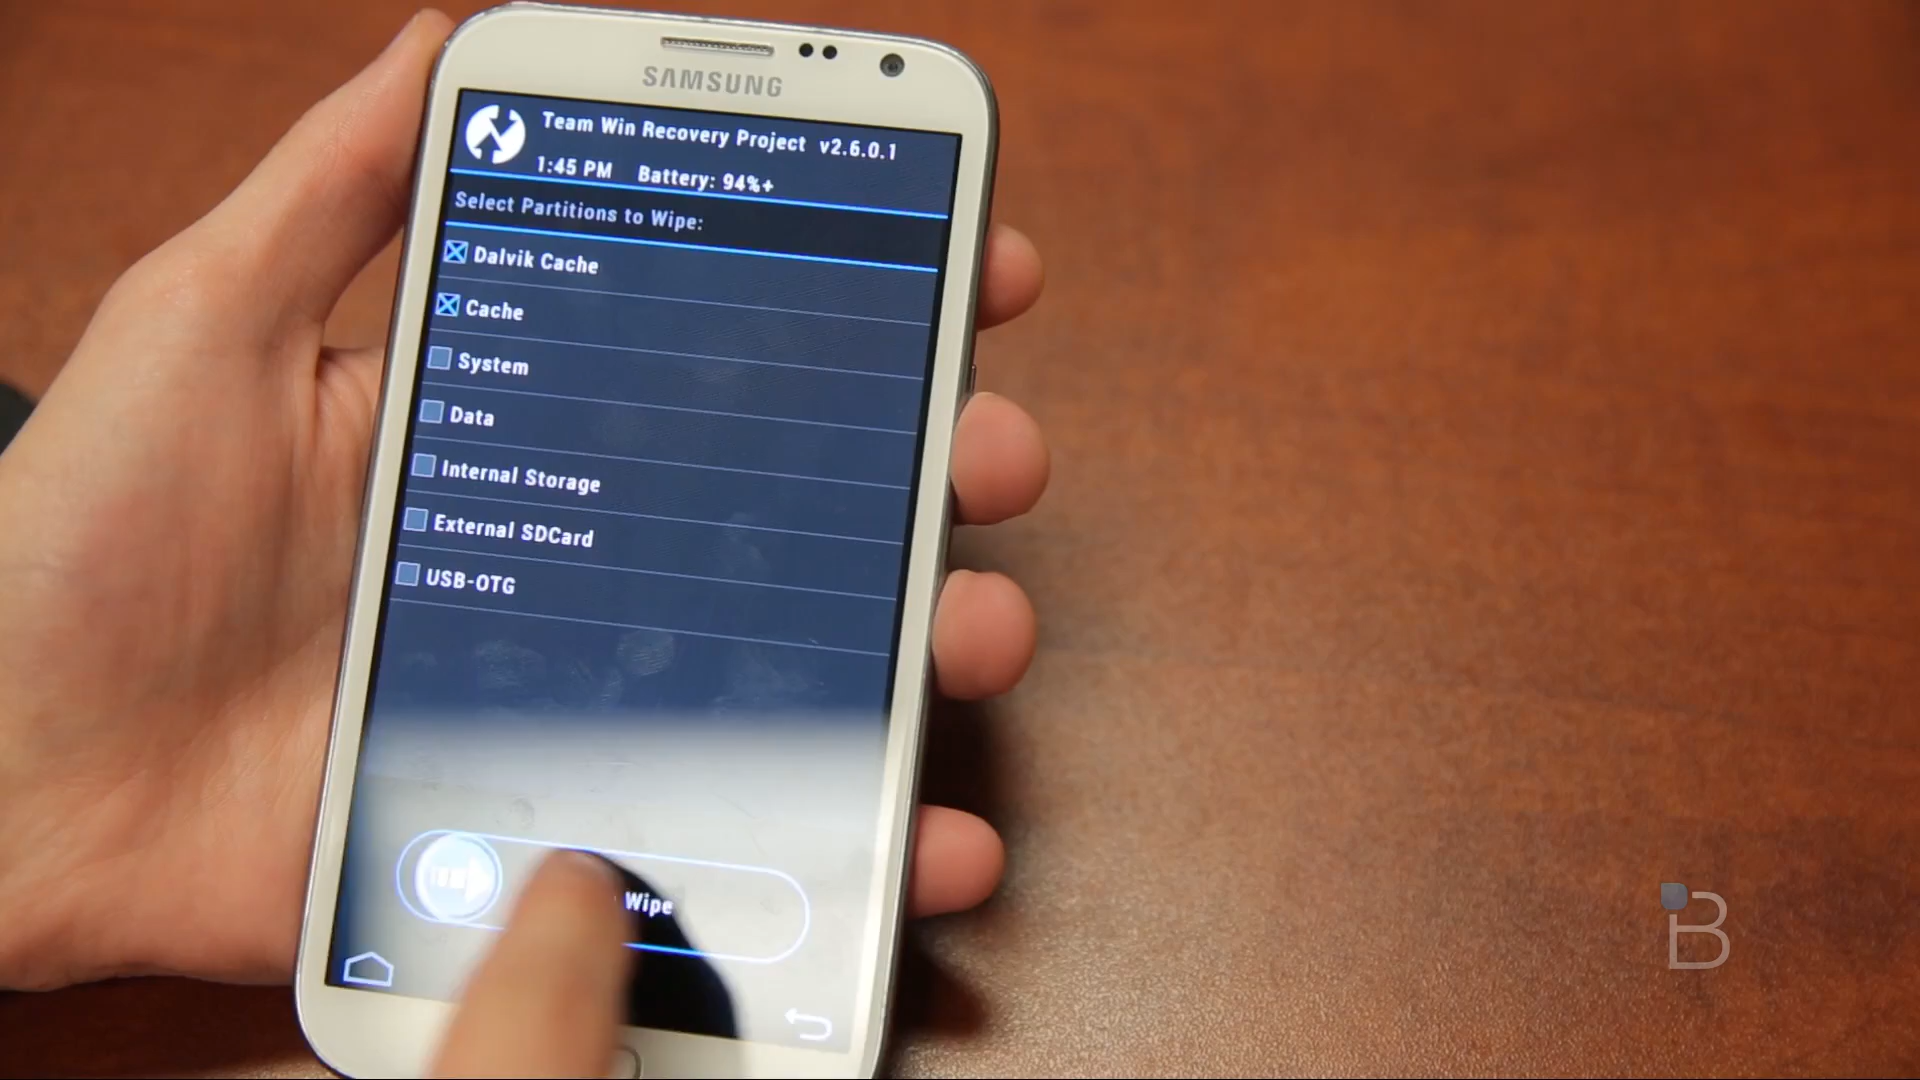 SAMSUNG
Team Win Recovery Project v2.6.0.1
1:45 PM Battery: 94%+
Select Partitions to Wipe:
Dalvik Cache
Cache
System
Data
Internal Storage
External SDCard
USB-OTG
Wipe
B